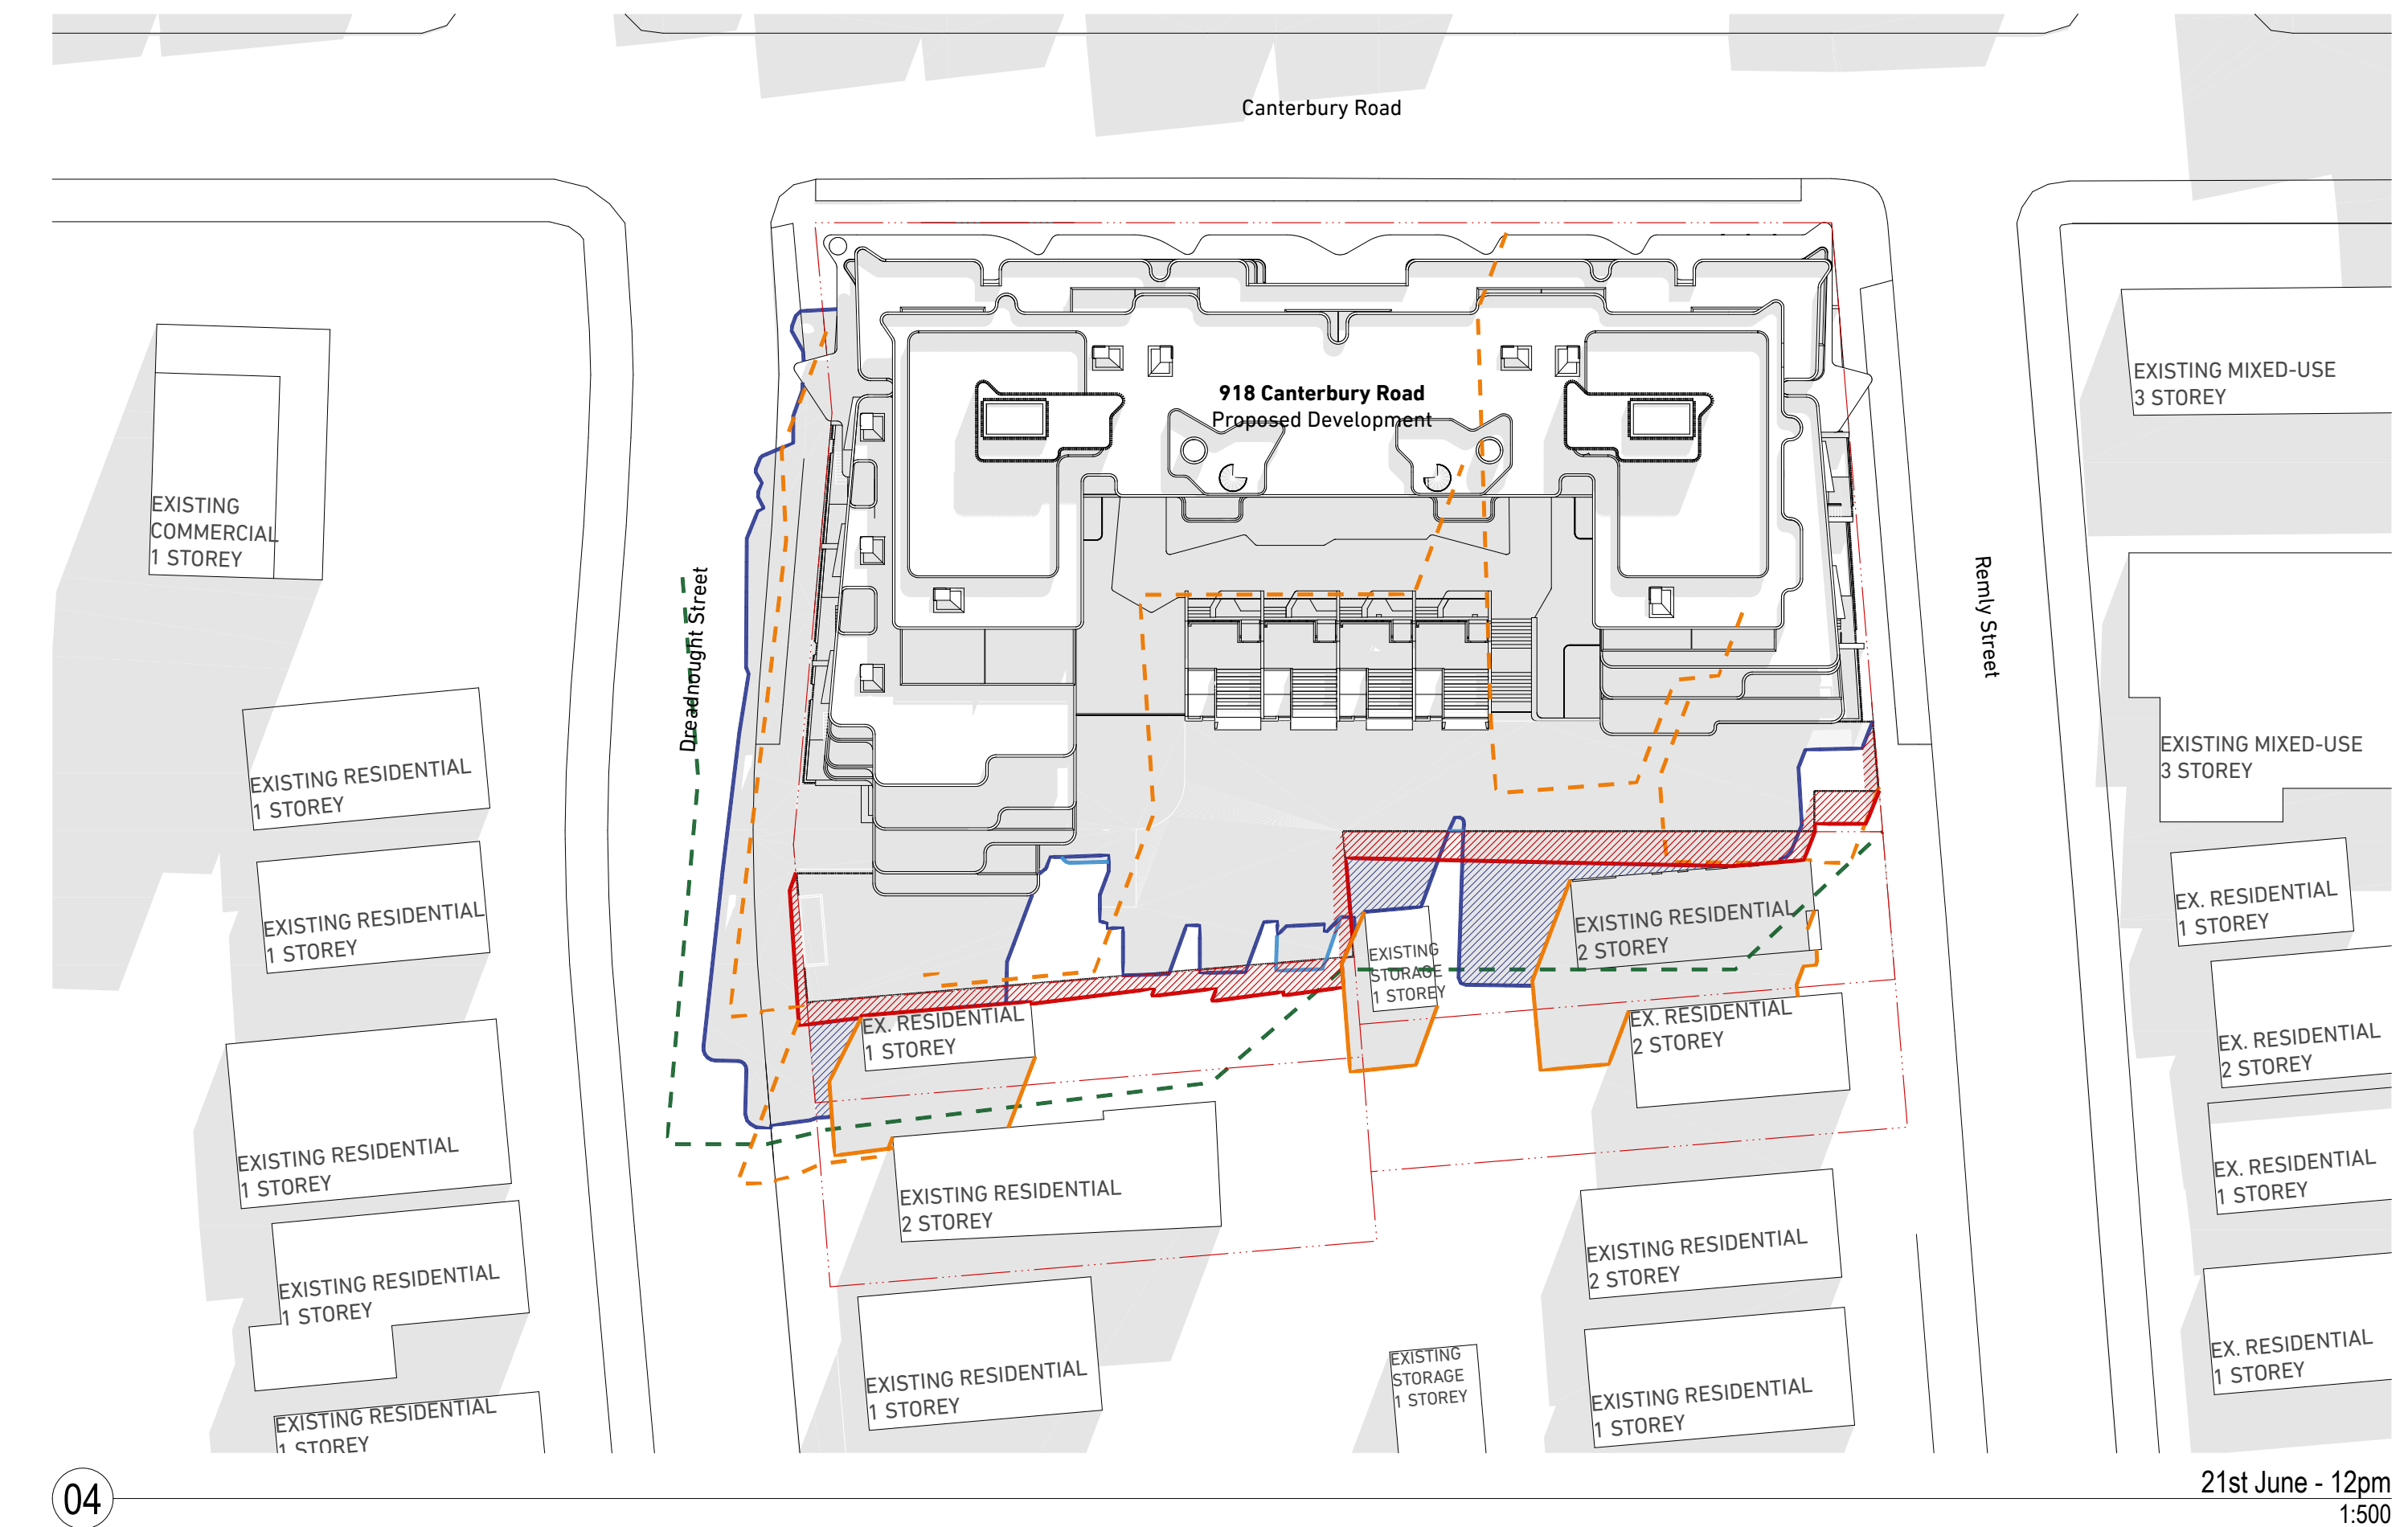 Canterbury Road
918 Canterbury Road
Proposed Development
EXISTING MIXED-USE
3 STOREY
EXISTING
COMMERCIAL
1 STOREY
Dreadnought Street
Remly Street
EXISTING RESIDENTIAL
1 STOREY
EXISTING MIXED-USE
3 STOREY
EXISTING RESIDENTIAL
1 STOREY
EXISTING RESIDENTIAL
2 STOREY
EX. RESIDENTIAL
1 STOREY
EXISTING
STORAGE
1 STOREY
EX. RESIDENTIAL
1 STOREY
EX. RESIDENTIAL
2 STOREY
EX. RESIDENTIAL
2 STOREY
EXISTING RESIDENTIAL
1 STOREY
EXISTING RESIDENTIAL
2 STOREY
EX. RESIDENTIAL
1 STOREY
EXISTING RESIDENTIAL
1 STOREY
EXISTING RESIDENTIAL
2 STOREY
EX. RESIDENTIAL
1 STOREY
EXISTING RESIDENTIAL
1 STOREY
EXISTING
STORAGE
1 STOREY
EXISTING RESIDENTIAL
1 STOREY
EXISTING RESIDENTIAL
1 STOREY
04
21st June - 12pm
1:500